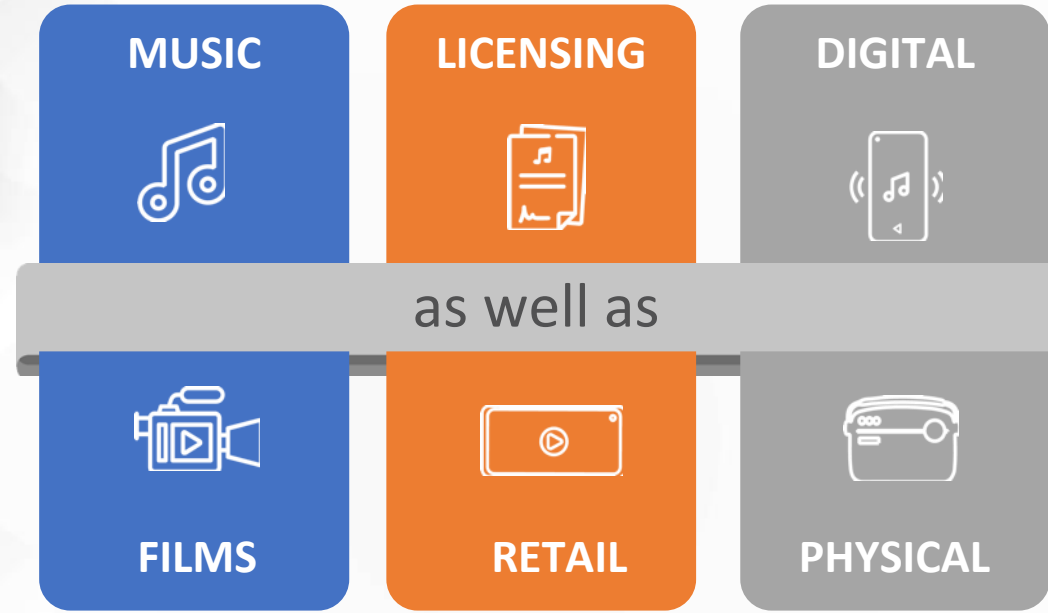 MUSIC
LICENSING
DIGITAL
as well as
FILMS
RETAIL
PHYSICAL